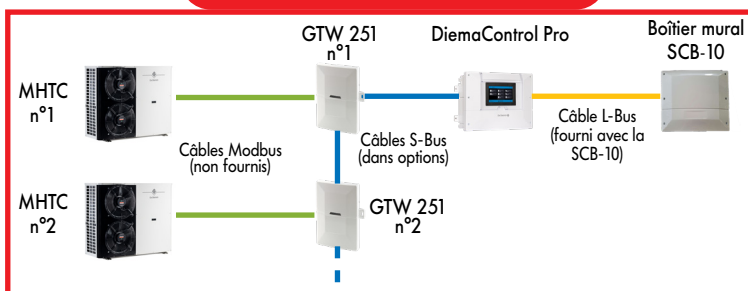 GTW 251
n°1
DiemaControl Pro
Boîtier mural
SCB-10
MHTC
n°1
Câbles Modbus
(non fournis)
Câbles S-Bus
(dans options)
Câble L-Bus
(fourni avec la
SCB-10)
MHTC
n°2
GTW 251
n°2